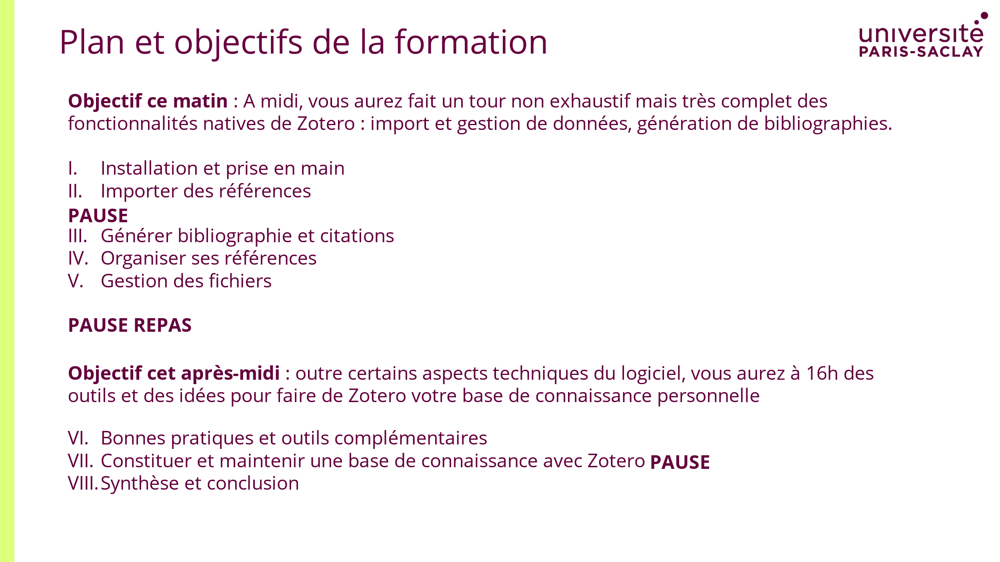 Plan et objectifs de la formation
université
PARIS-SACLAY
Objectif ce matin : A midi, vous aurez fait un tour non exhaustif mais très complet des
fonctionnalités natives de Zotero : import et gestion de données, génération de bibliographies.
I. Installation et prise en main
II. Importer des références
PAUSE
III. Générer bibliographie et citations
IV. Organiser ses références
V. Gestion des fichiers
PAUSE REPAS
Objectif cet après-midi : outre certains aspects techniques du logiciel, vous aurez à 16h des
outils et des idées pour faire de Zotero votre base de connaissance personnelle
VI. Bonnes pratiques et outils complémentaires
VII. Constituer et maintenir une base de connaissance avec Zotero PAUSE
VIII. Synthèse et conclusion